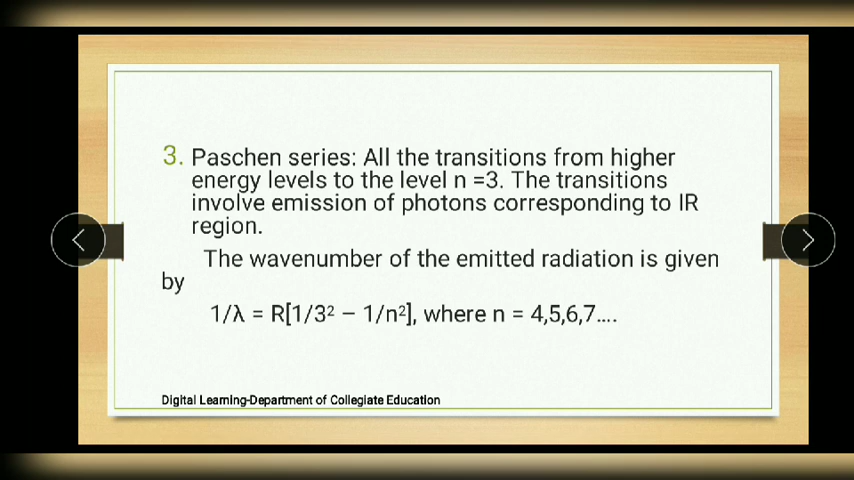 3. Paschen series: All the transitions from higher
energy levels to the level n =3. The transitions
involve emission of photons corresponding to IR
region.
The wavenumber of the emitted radiation is given
by
1/λ = R[1/3² − 1/n²], where n = 4,5,6,7....
Digital Learning-Department of Collegiate Education